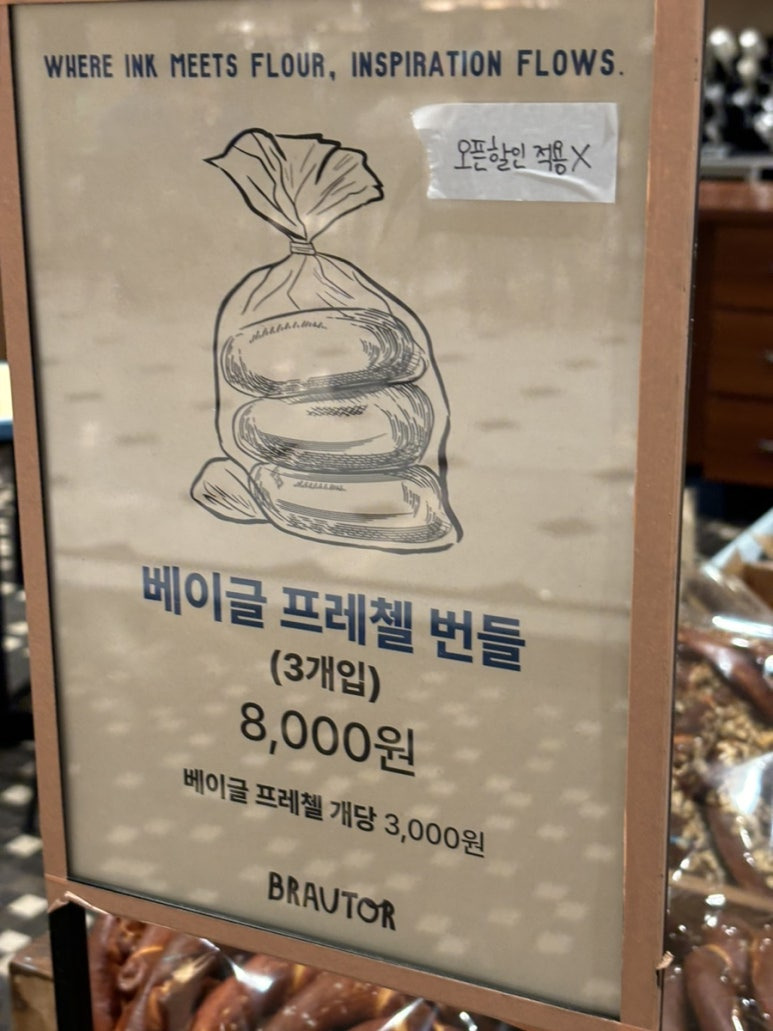 WHERE INK MEETS FLOUR, INSPIRATION FLOWS.
오픈할인 적용 X
베이글 프레첼 번들
(3개입)
8,000원
베이글 프레첼 개당 3,000원
BRAUTOR